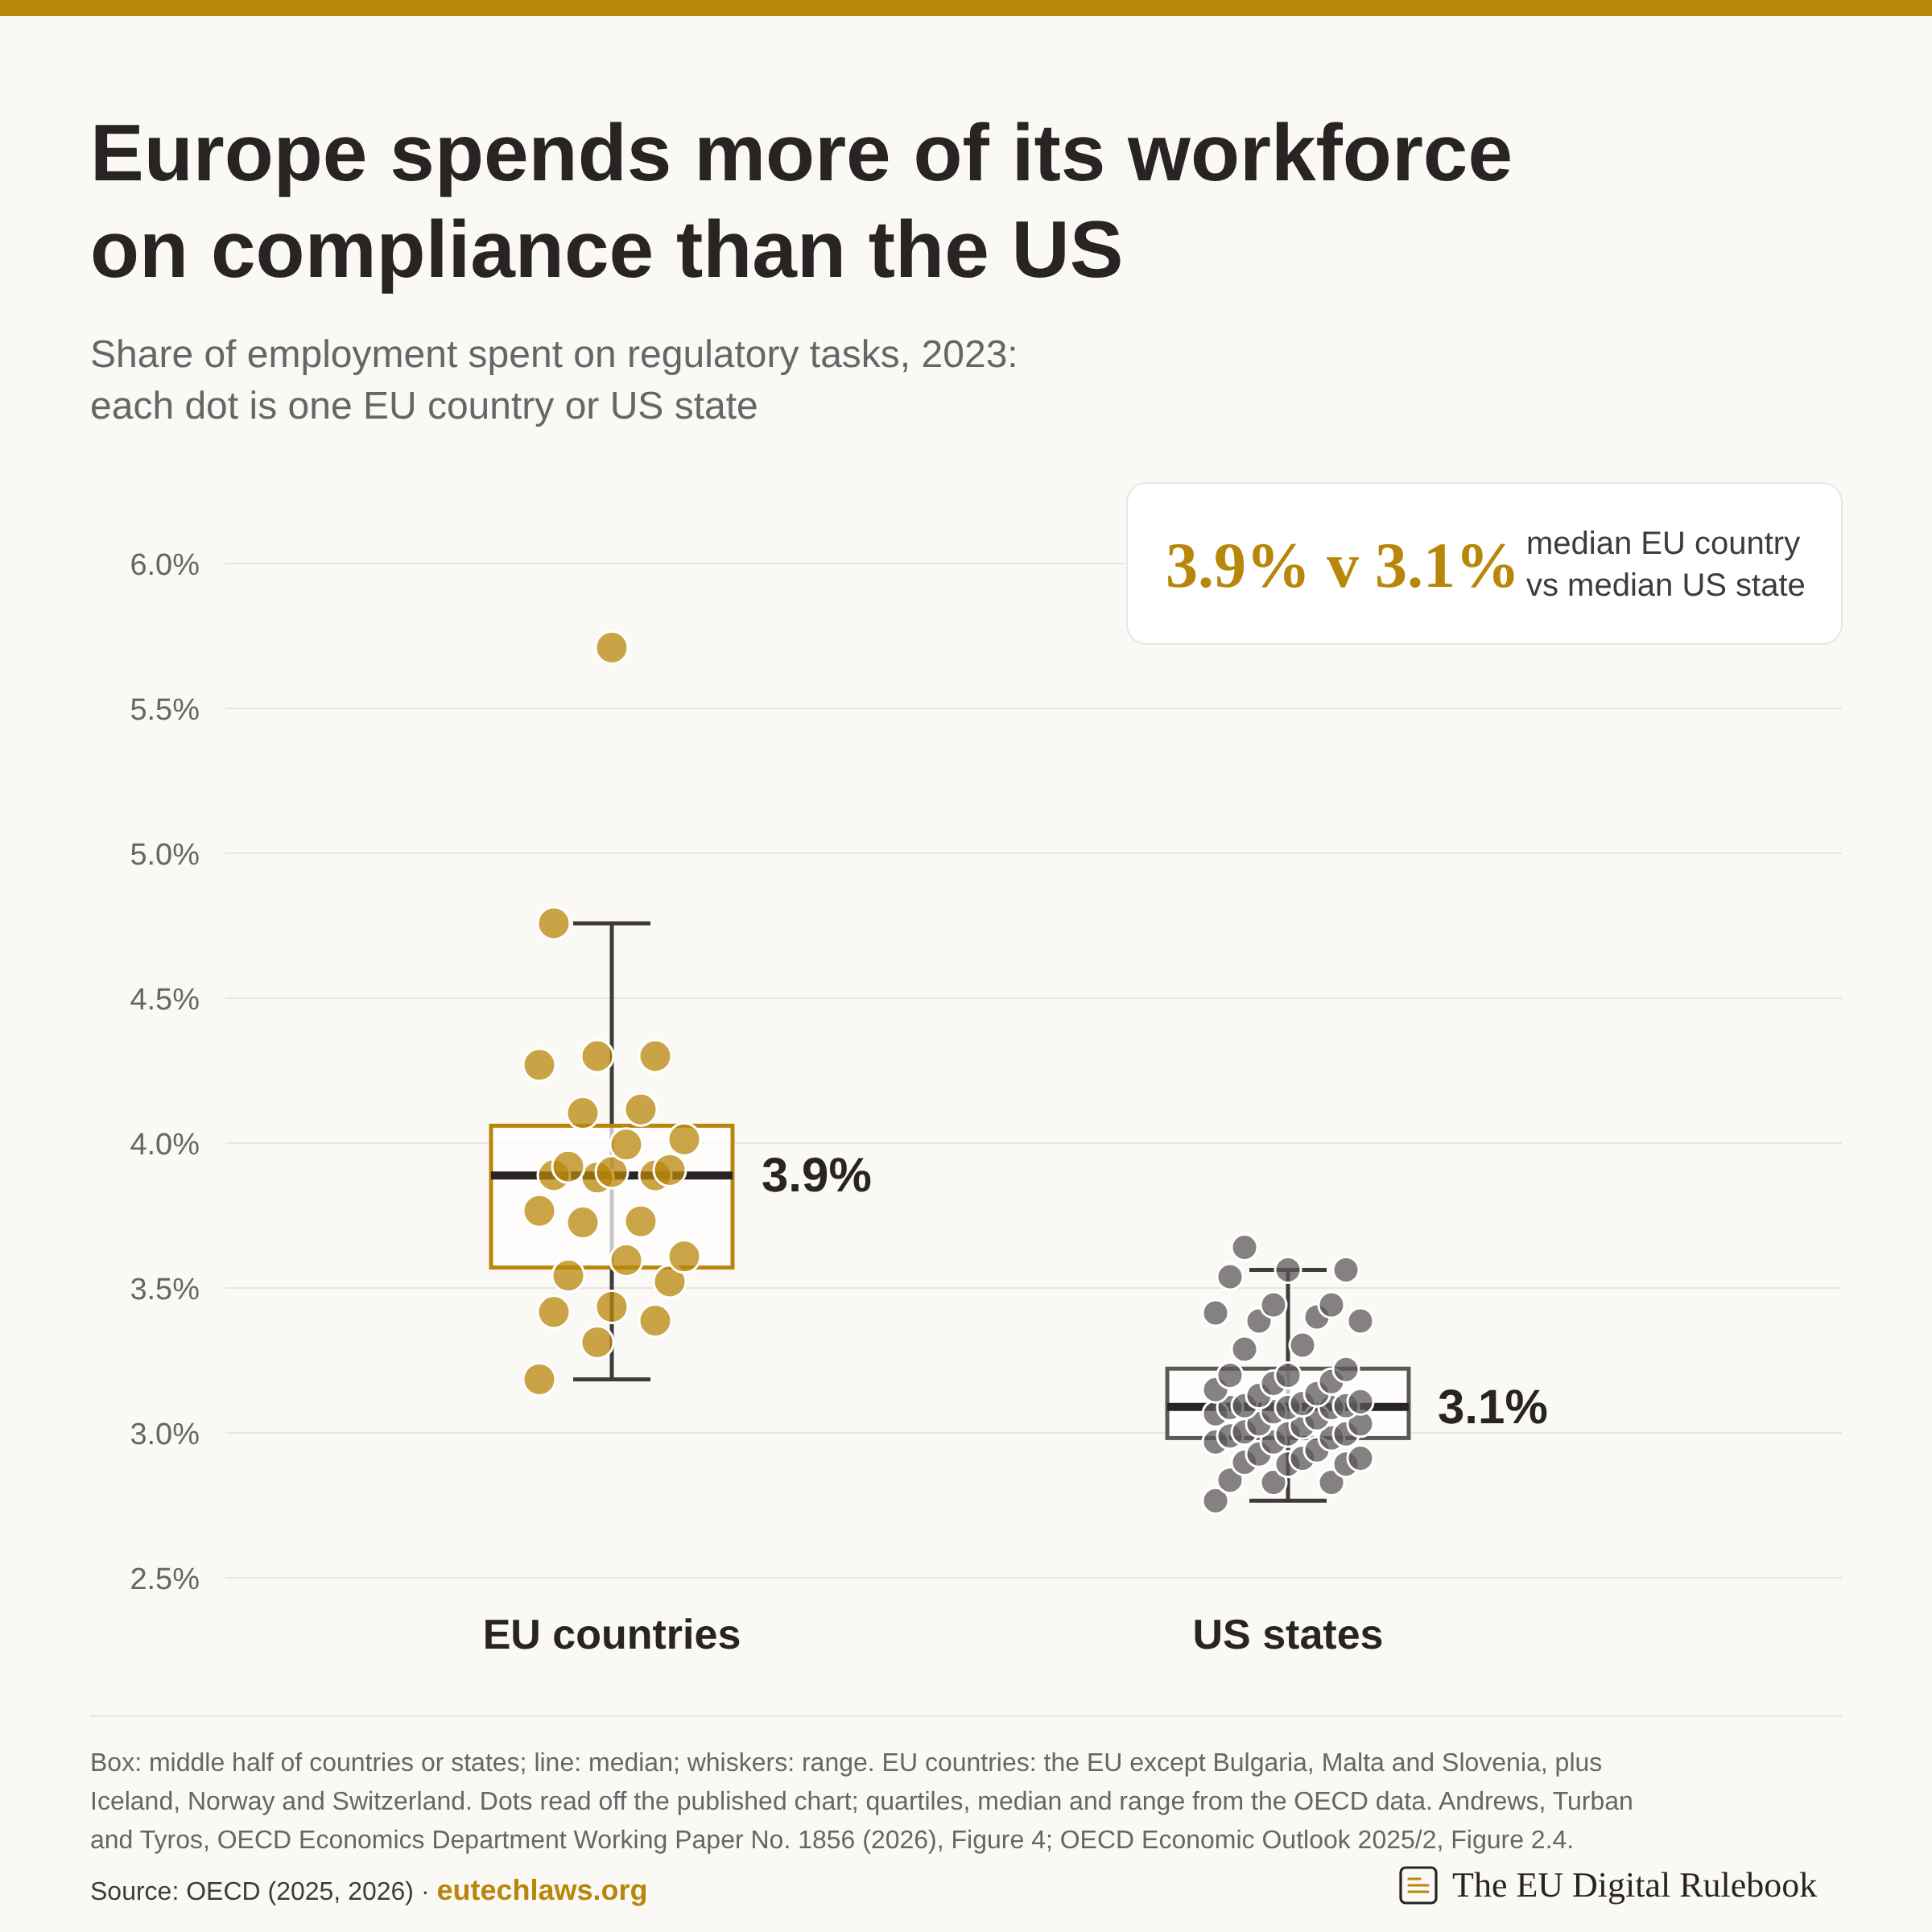 Europe spends more of its workforce
on compliance than the US
Share of employment spent on regulatory tasks, 2023:
each dot is one EU country or US state
3.9% v 3.1%
median EU country
vs median US state
6.0%
5.5%
5.0%
4.5%
4.0%
3.5%
3.0%
2.5%
3.9%
3.1%
EU countries
US states
Box: middle half of countries or states; line: median; whiskers: range. EU countries: the EU except Bulgaria, Malta and Slovenia, plus
Iceland, Norway and Switzerland. Dots read off the published chart; quartiles, median and range from the OECD data. Andrews, Turban
and Tyros, OECD Economics Department Working Paper No. 1856 (2026), Figure 4; OECD Economic Outlook 2025/2, Figure 2.4.
Source: OECD (2025, 2026) · eutechlaws.org
The EU Digital Rulebook